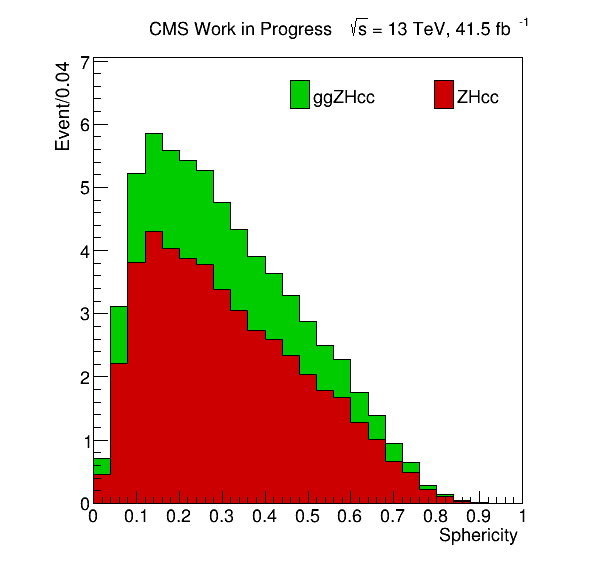 CMS Work in Progress √s = 13 TeV, 41.5 fb -1
Event/0.04
7
6
5
4
3
2
1
0
ggZHcc ZHcc
0 0.1 0.2 0.3 0.4 0.5 0.6 0.7 0.8 0.9 1
Sphericity